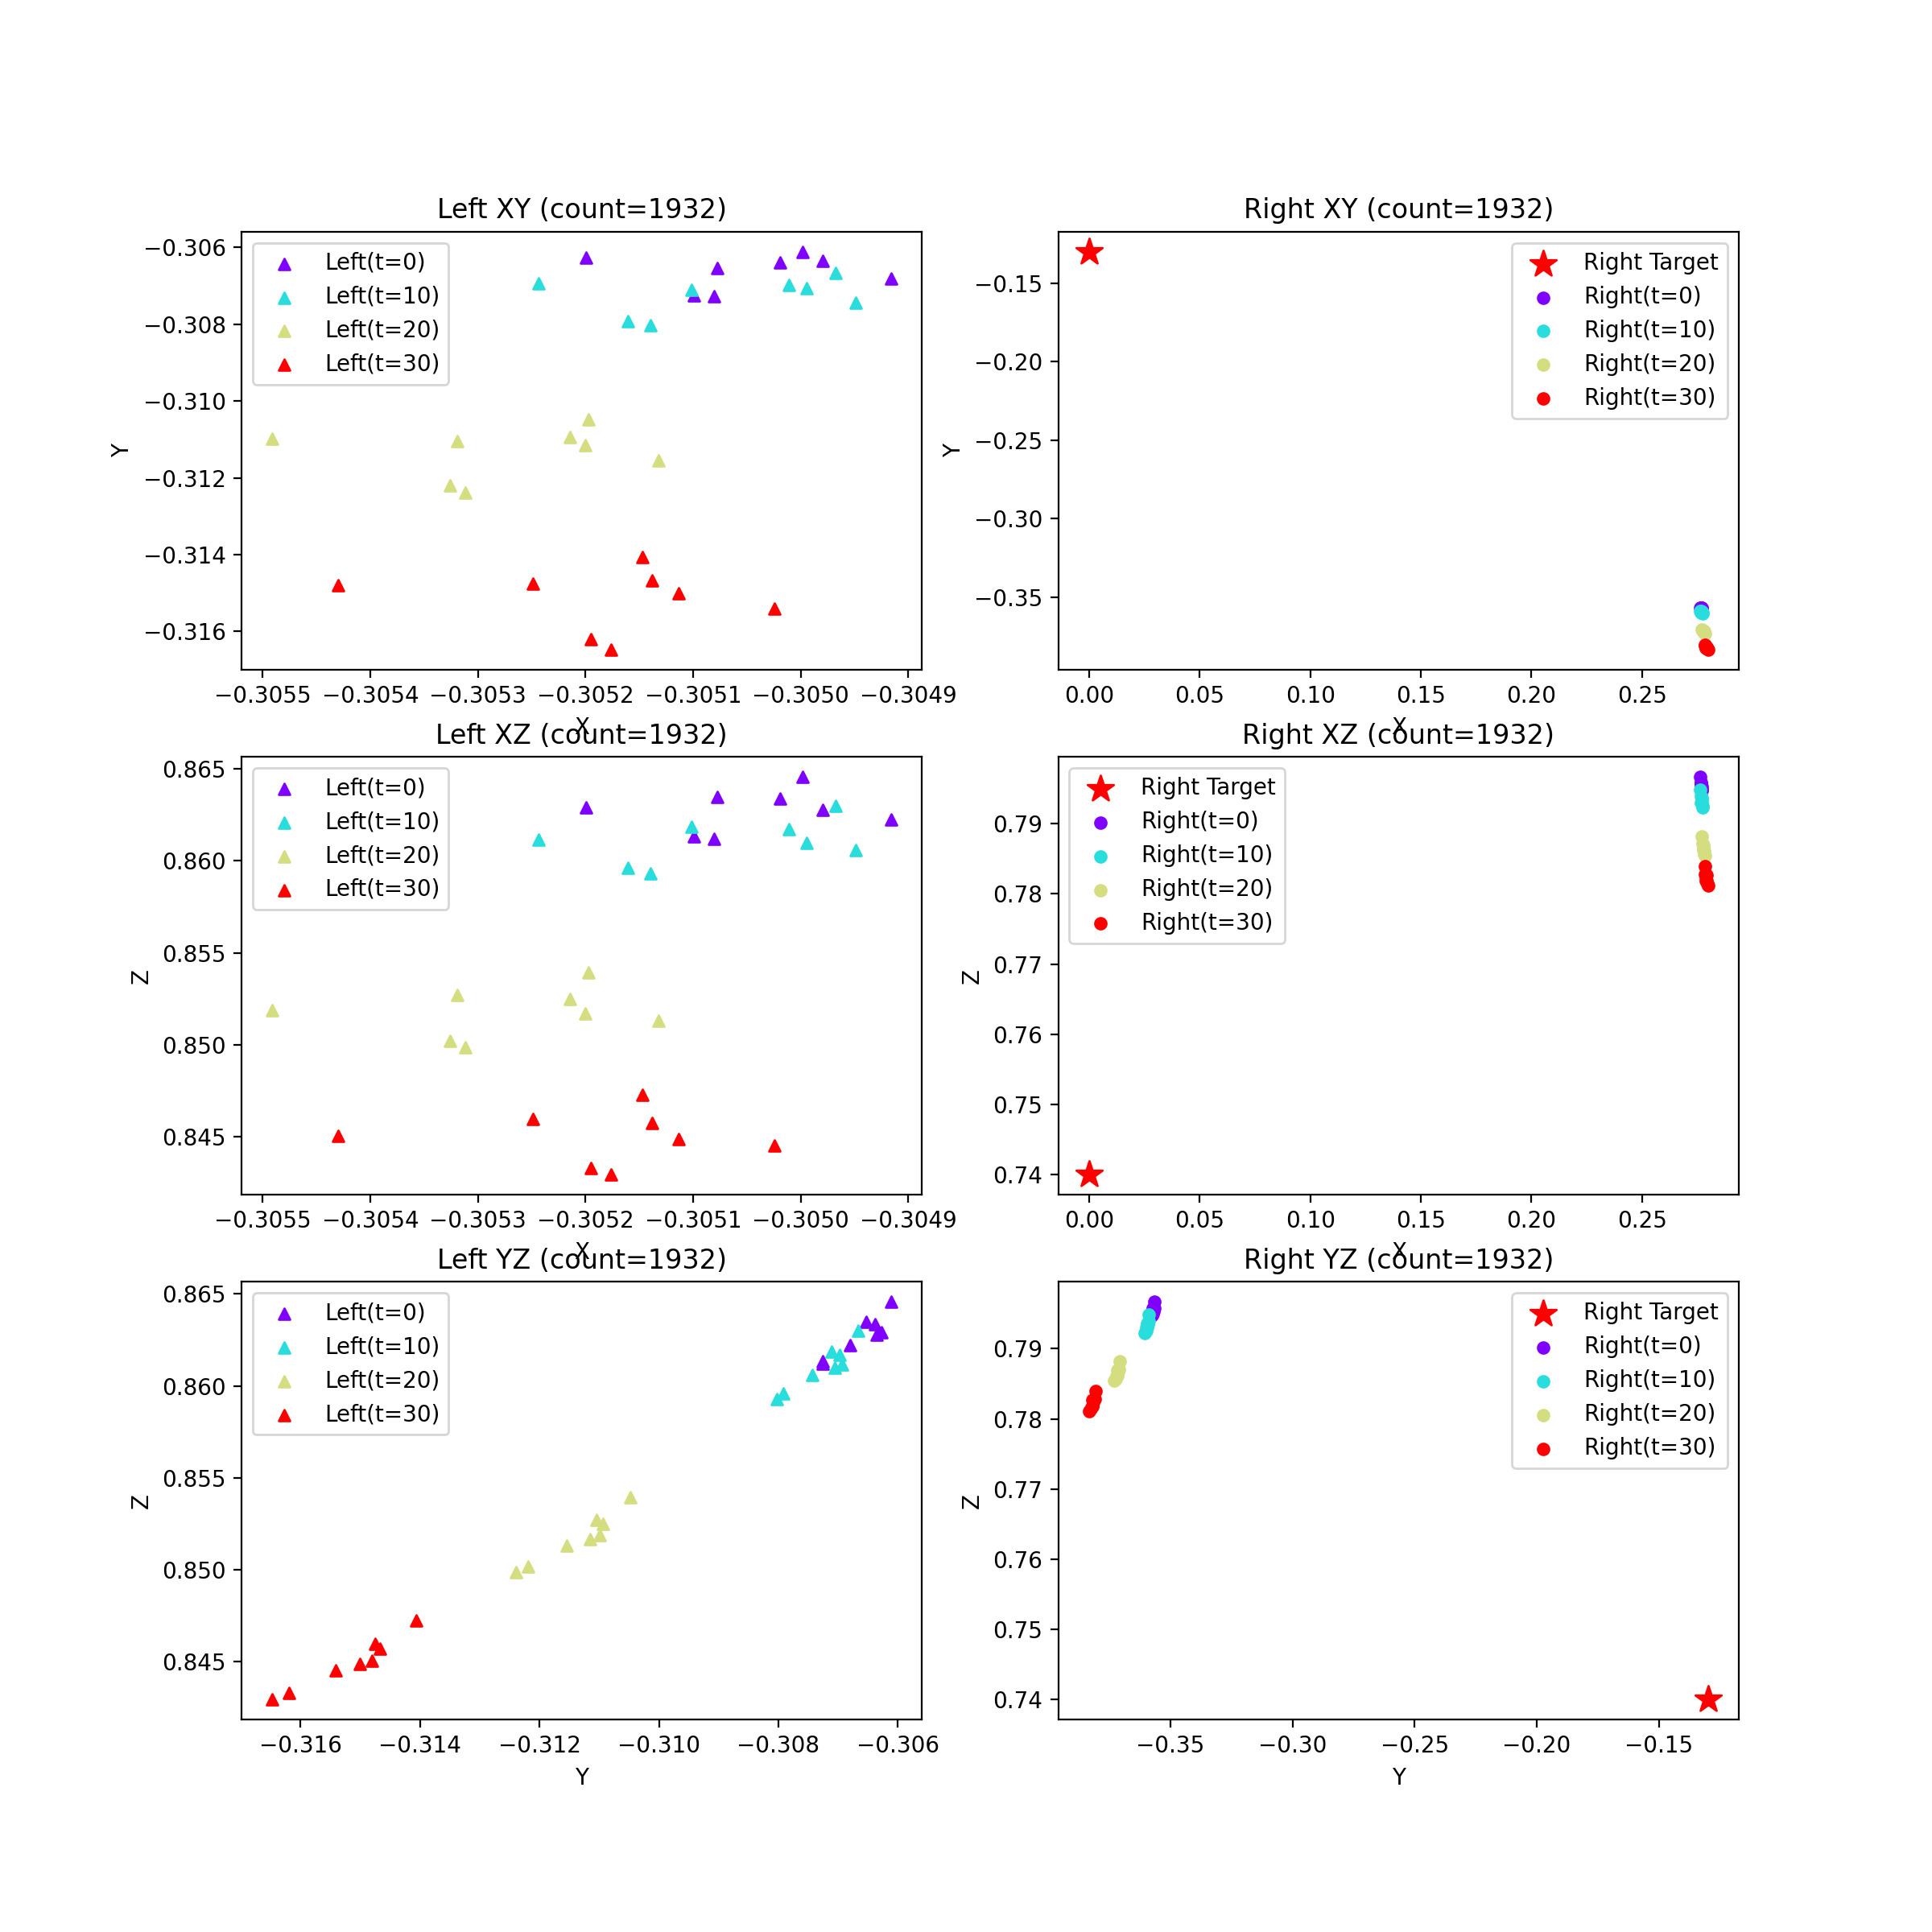 Left XY (count=1932)
Left(t=0)
Left(t=10)
Left(t=20)
Left(t=30)
−0.306
−0.308
−0.310
−0.312
−0.314
−0.316
Y
−0.3055 −0.3054 −0.3053 −0.3052 −0.3051 −0.3050 −0.3049
X
Right XY (count=1932)
Right Target
Right(t=0)
Right(t=10)
Right(t=20)
Right(t=30)
−0.15
−0.20
−0.25
−0.30
−0.35
Y
0.00 0.05 0.10 0.15 0.20 0.25
X
Left XZ (count=1932)
Left(t=0)
Left(t=10)
Left(t=20)
Left(t=30)
0.865
0.860
0.855
0.850
0.845
Z
−0.3055 −0.3054 −0.3053 −0.3052 −0.3051 −0.3050 −0.3049
X
Right XZ (count=1932)
Right Target
Right(t=0)
Right(t=10)
Right(t=20)
Right(t=30)
0.79
0.78
0.77
0.76
0.75
0.74
Z
0.00 0.05 0.10 0.15 0.20 0.25
X
Left YZ (count=1932)
Left(t=0)
Left(t=10)
Left(t=20)
Left(t=30)
0.865
0.860
0.855
0.850
0.845
Z
−0.316 −0.314 −0.312 −0.310 −0.308 −0.306
Y
Right YZ (count=1932)
Right Target
Right(t=0)
Right(t=10)
Right(t=20)
Right(t=30)
0.79
0.78
0.77
0.76
0.75
0.74
Z
−0.35 −0.30 −0.25 −0.20 −0.15
Y